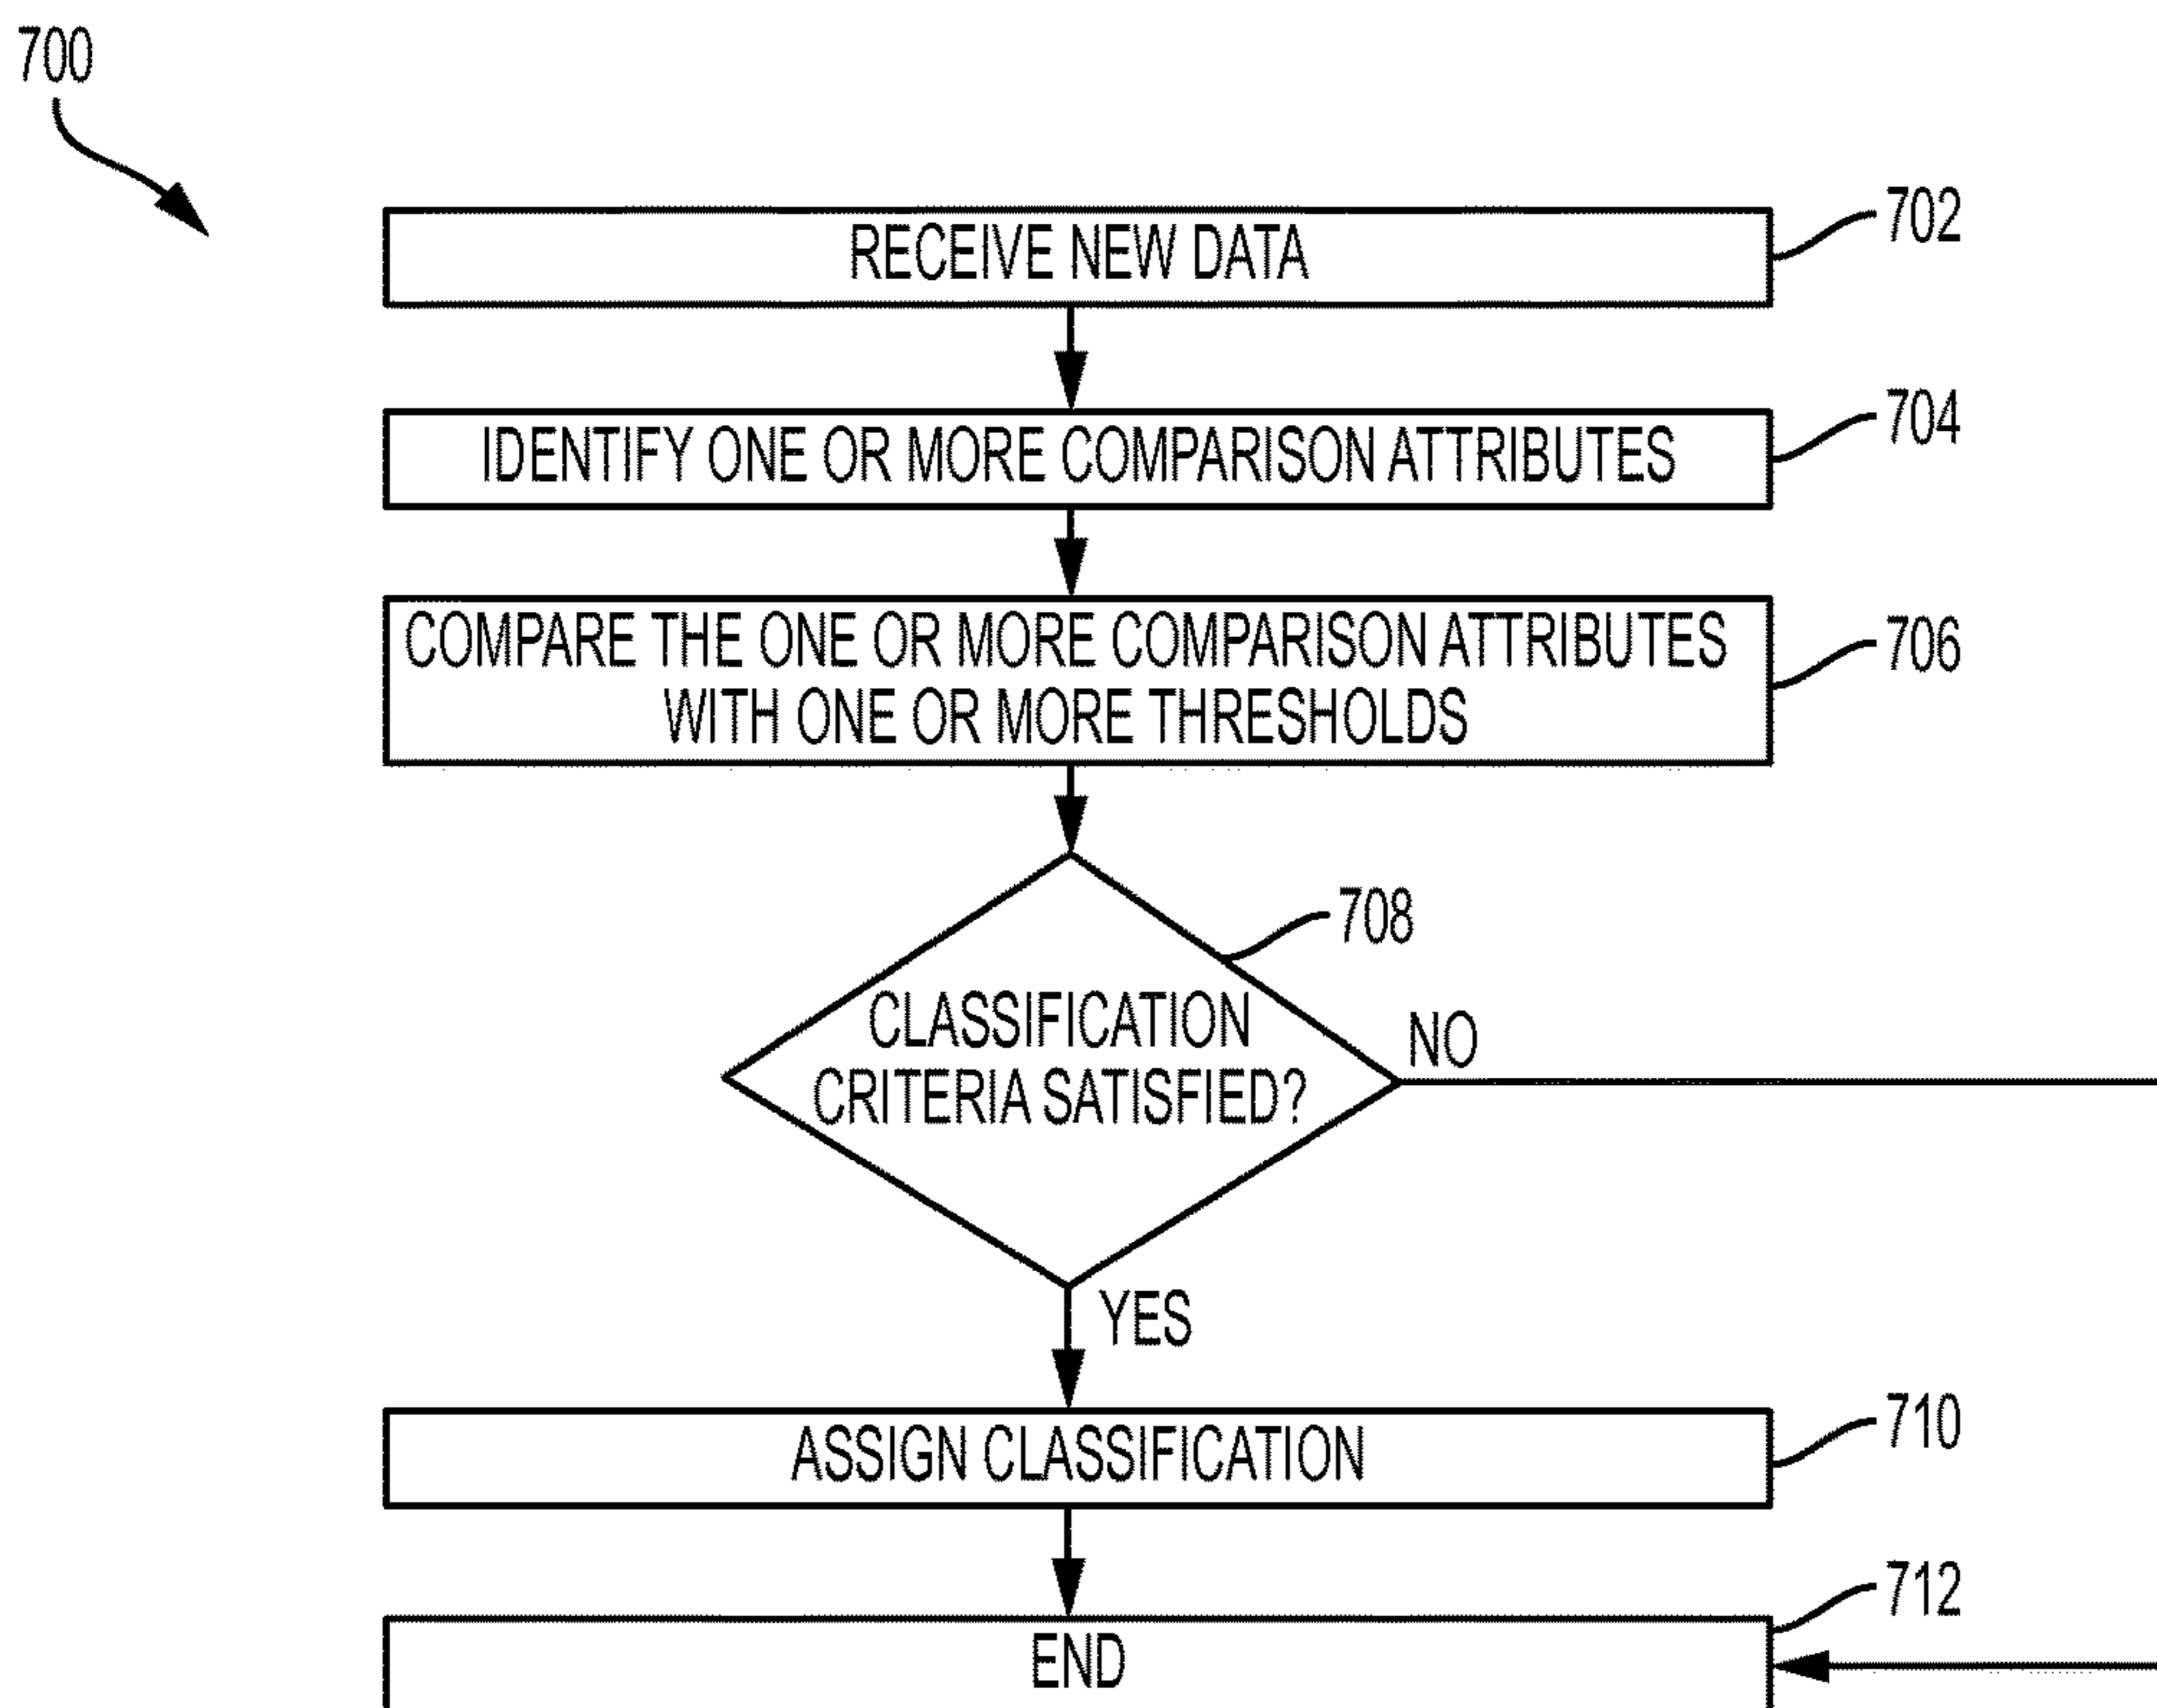 700
RECEIVE NEW DATA
702
IDENTIFY ONE OR MORE COMPARISON ATTRIBUTES
704
COMPARE THE ONE OR MORE COMPARISON ATTRIBUTES
WITH ONE OR MORE THRESHOLDS
706
708
CLASSIFICATION
CRITERIA SATISFIED?
NO
YES
ASSIGN CLASSIFICATION
710
END
712